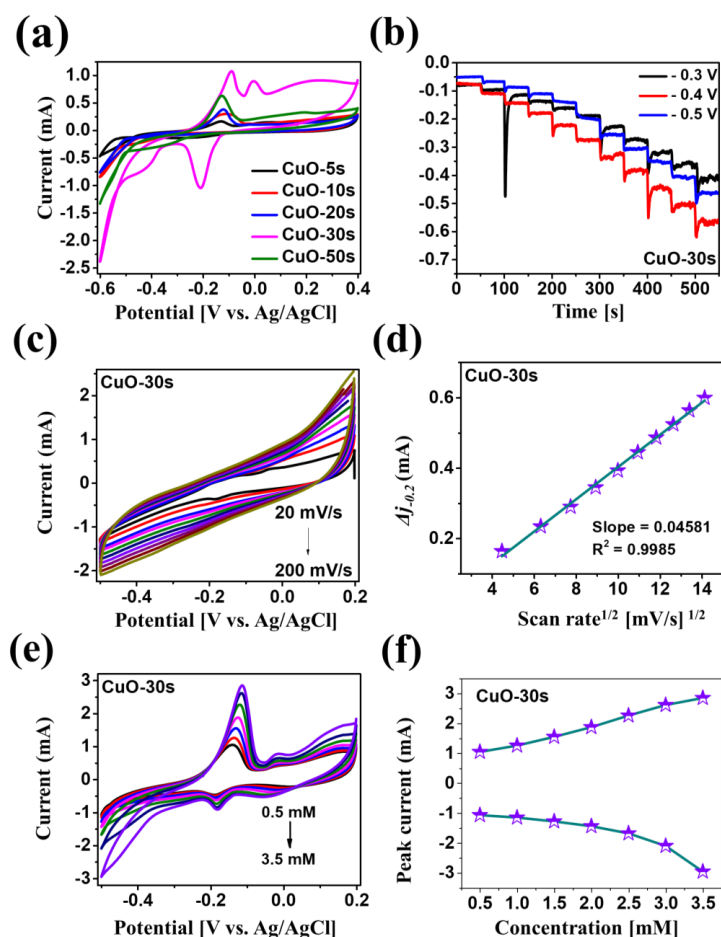 (a)
Current (mA)
1.0
0.5
0.0
-0.5
-1.0
-1.5
-2.0
-2.5
CuO-5s
CuO-10s
CuO-20s
CuO-30s
CuO-50s
-0.6 -0.4 -0.2 0.0 0.2 0.4
Potential [V vs. Ag/AgCl]
(b)
Current (mA)
0.0
-0.1
-0.2
-0.3
-0.4
-0.5
-0.6
-0.7
- 0.3 V
- 0.4 V
- 0.5 V
CuO-30s
0 100 200 300 400 500
Time [s]
(c)
CuO-30s
Current (mA)
2
1
0
-1
-2
20 mV/s
200 mV/s
-0.4 -0.2 0.0 0.2
Potential [V vs. Ag/AgCl]
(d)
CuO-30s
Δj-0.2 (mA)
0.6
0.4
0.2
Slope = 0.04581
R² = 0.9985
4 6 8 10 12 14
Scan rate1/2 [mV/s] 1/2
(e)
CuO-30s
Current (mA)
3
2
1
0
-1
-2
-3
0.5 mM
3.5 mM
-0.4 -0.2 0.0 0.2
Potential [V vs. Ag/AgCl]
(f)
CuO-30s
Peak current (mA)
3
2
1
0
-1
-2
-3
0.5 1.0 1.5 2.0 2.5 3.0 3.5
Concentration [mM]